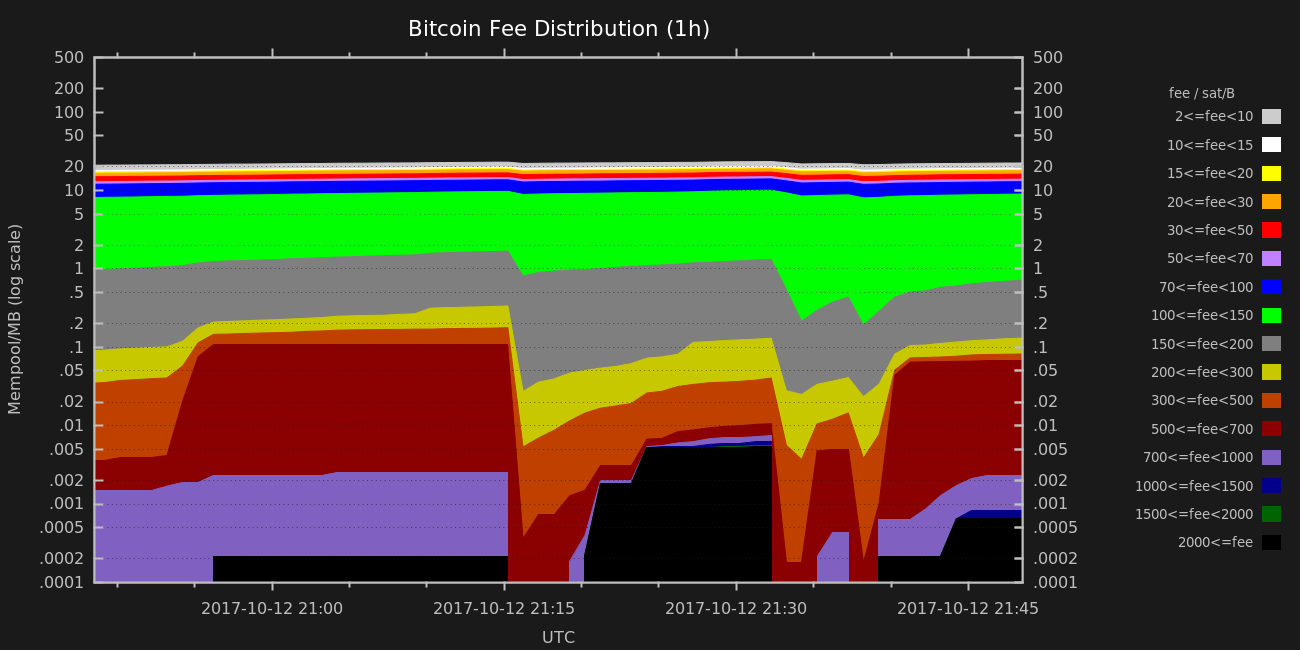 Bitcoin Fee Distribution (1h)
500 500
200 200
100 100
50 50
20 20
10 10
5 5
2 2
1 1
.5 .5
.2 .2
.1 .1
.05 .05
.02 .02
.01 .01
.005 .005
.002 .002
.001 .001
.0005 .0005
.0002 .0002
.0001 .0001
Mempool/MB (log scale)
2017-10-12 21:00 2017-10-12 21:15 2017-10-12 21:30 2017-10-12 21:45
UTC
fee / sat/B
2<=fee<10
10<=fee<15
15<=fee<20
20<=fee<30
30<=fee<50
50<=fee<70
70<=fee<100
100<=fee<150
150<=fee<200
200<=fee<300
300<=fee<500
500<=fee<700
700<=fee<1000
1000<=fee<1500
1500<=fee<2000
2000<=fee